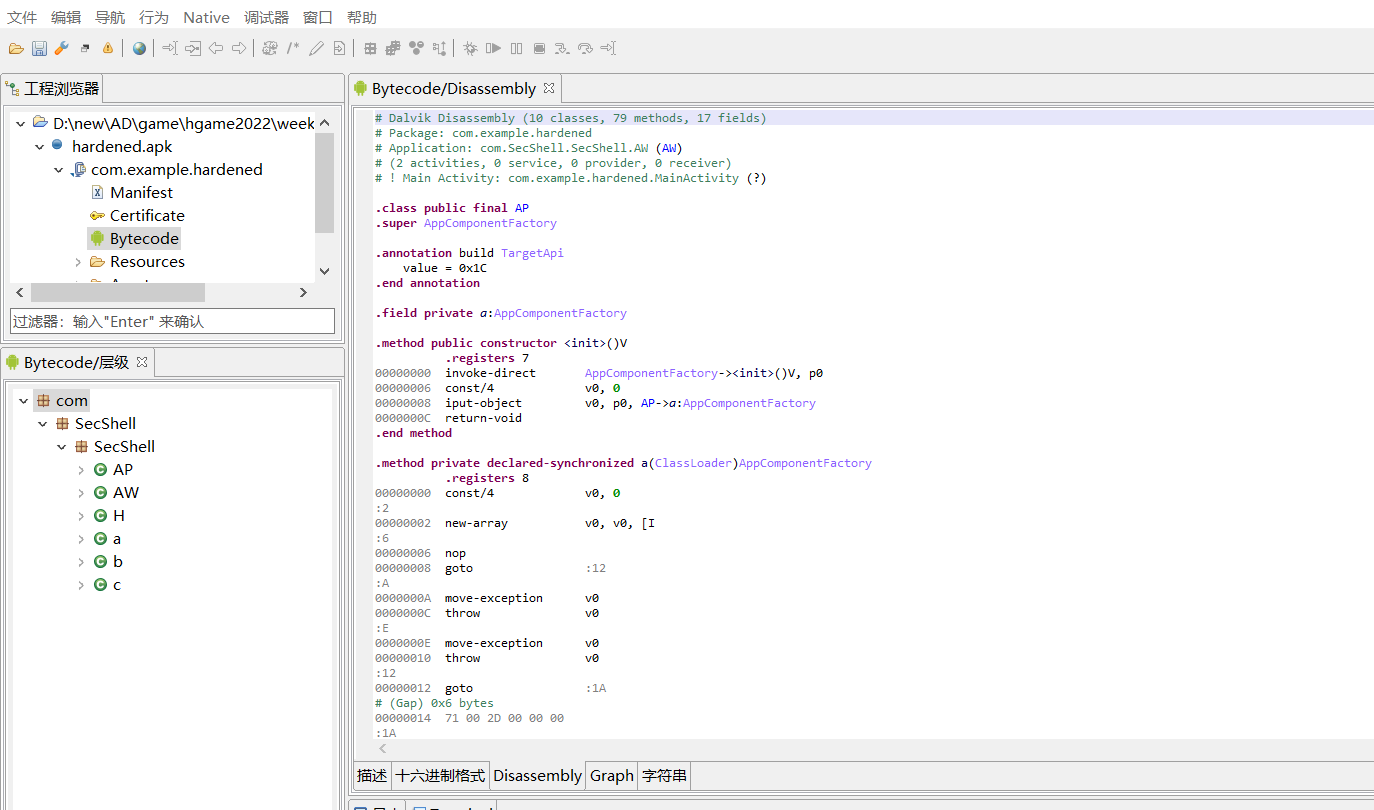 文件 编辑 导航 行为 Native 调试器 窗口 帮助
工程浏览器
D:\new\AD\game\hgame2022\week
hardened.apk
com.example.hardened
Manifest
Certificate
Bytecode
Resources
过滤器：输入"Enter" 来确认
Bytecode/层级
com
SecShell
SecShell
AP
AW
H
a
b
c
Bytecode/Disassembly
# Dalvik Disassembly (10 classes, 79 methods, 17 fields)
# Package: com.example.hardened
# Application: com.SecShell.SecShell.AW (AW)
# (2 activities, 0 service, 0 provider, 0 receiver)
# ! Main Activity: com.example.hardened.MainActivity (?)
.class public final AP
.super AppComponentFactory
.annotation build TargetApi
value = 0x1C
.end annotation
.field private a:AppComponentFactory
.method public constructor <init>()V
.registers 7
00000000 invoke-direct AppComponentFactory-><init>()V, p0
00000006 const/4 v0, 0
00000008 iput-object v0, p0, AP->a:AppComponentFactory
0000000C return-void
.end method
.method private declared-synchronized a(ClassLoader)AppComponentFactory
.registers 8
00000000 const/4 v0, 0
:2
00000002 new-array v0, v0, [I
:6
00000006 nop
00000008 goto :12
:A
0000000A move-exception v0
0000000C throw v0
:E
0000000E move-exception v0
00000010 throw v0
:12
00000012 goto :1A
# (Gap) 0x6 bytes
00000014 71 00 2D 00 00 00
:1A
描述 十六进制格式 Disassembly Graph 字符串